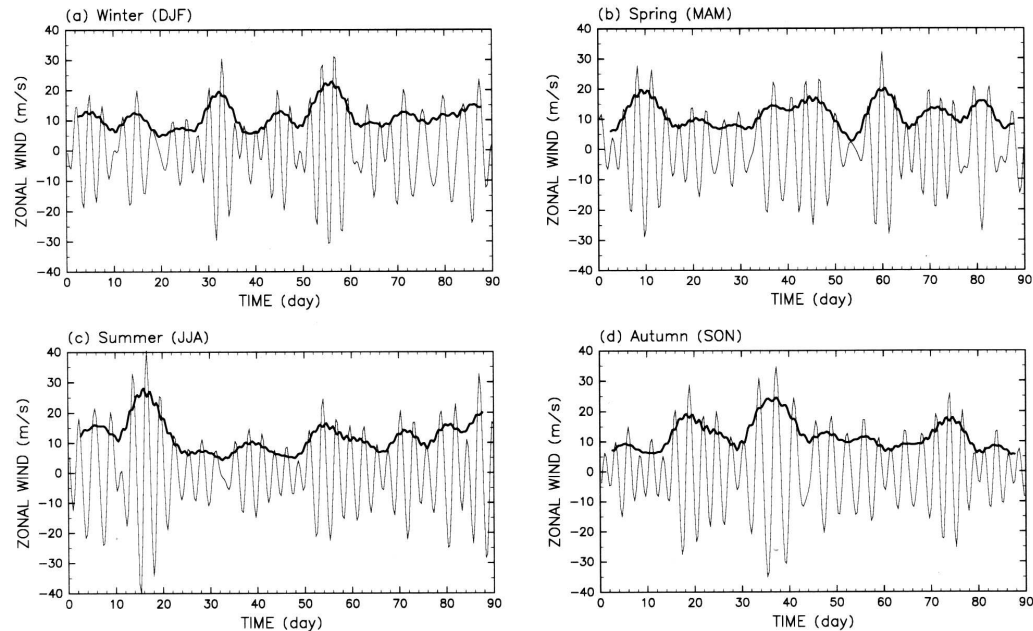 (a) Winter (DJF)
40
30
20
10
0
-10
-20
-30
-40
ZONAL WIND (m/s)
0 10 20 30 40 50 60 70 80 90
TIME (day)
(b) Spring (MAM)
40
30
20
10
0
-10
-20
-30
-40
ZONAL WIND (m/s)
0 10 20 30 40 50 60 70 80 90
TIME (day)
(c) Summer (JJA)
40
30
20
10
0
-10
-20
-30
-40
ZONAL WIND (m/s)
0 10 20 30 40 50 60 70 80 90
TIME (day)
(d) Autumn (SON)
40
30
20
10
0
-10
-20
-30
-40
ZONAL WIND (m/s)
0 10 20 30 40 50 60 70 80 90
TIME (day)